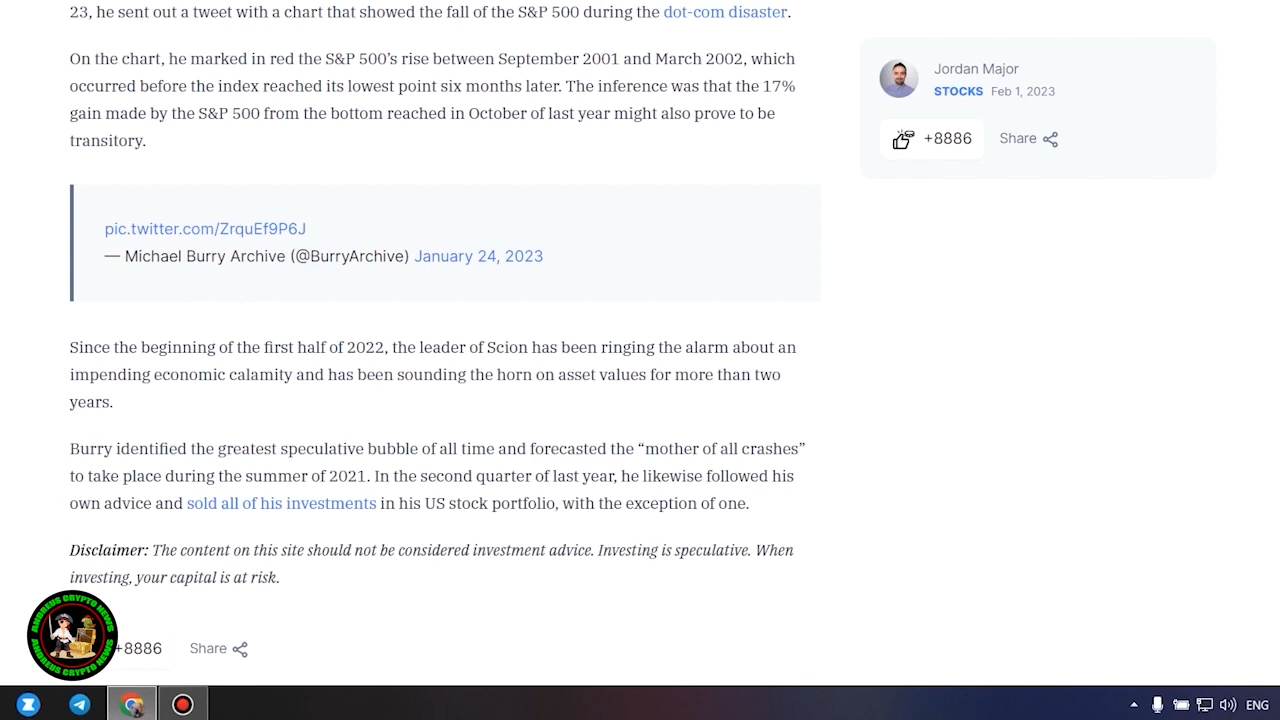 23, he sent out a tweet with a chart that showed the fall of the S&P 500 during the dot-com disaster.
On the chart, he marked in red the S&P 500’s rise between September 2001 and March 2002, which
occurred before the index reached its lowest point six months later. The inference was that the 17%
gain made by the S&P 500 from the bottom reached in October of last year might also prove to be
transitory.
pic.twitter.com/ZrquEf9P6J
— Michael Burry Archive (@BurryArchive) January 24, 2023
Since the beginning of the first half of 2022, the leader of Scion has been ringing the alarm about an
impending economic calamity and has been sounding the horn on asset values for more than two
years.
Burry identified the greatest speculative bubble of all time and forecasted the “mother of all crashes”
to take place during the summer of 2021. In the second quarter of last year, he likewise followed his
own advice and sold all of his investments in his US stock portfolio, with the exception of one.
Disclaimer: The content on this site should not be considered investment advice. Investing is speculative. When
investing, your capital is at risk.
+8886 Share
Jordan Major
STOCKS Feb 1, 2023
+8886 Share
ANDREUS CRYPTO NEWS
ANDREUS CRYPTO NEWS
ENG